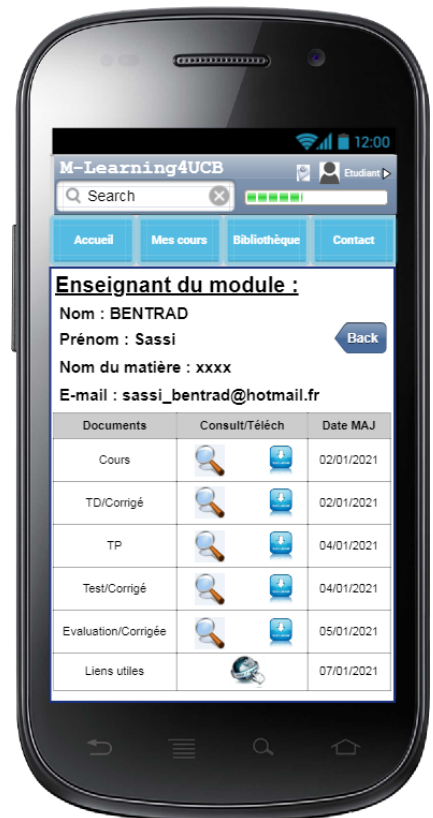 12:00
M-Learning4UCB
Etudiant
Search
Accueil Mes cours Bibliothèque Contact
Enseignant du module :
Nom : BENTRAD
Prénom : Sassi
Back
Nom du matière : xxxx
E-mail : sassi_bentrad@hotmail.fr
Documents Consult/Téléch Date MAJ
Cours 02/01/2021
TD/Corrigé 02/01/2021
TP 04/01/2021
Test/Corrigé 04/01/2021
Evaluation/Corrigée 05/01/2021
Liens utiles 07/01/2021